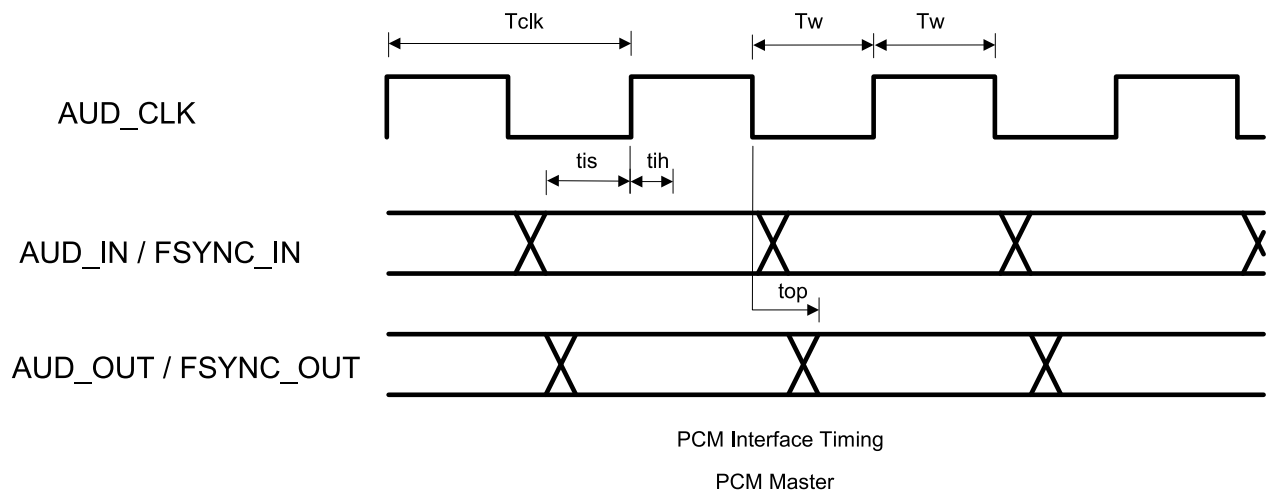 Tclk
Tw
Tw
AUD_CLK
tis
tih
AUD_IN / FSYNC_IN
top
AUD_OUT / FSYNC_OUT
PCM Interface Timing
PCM Master